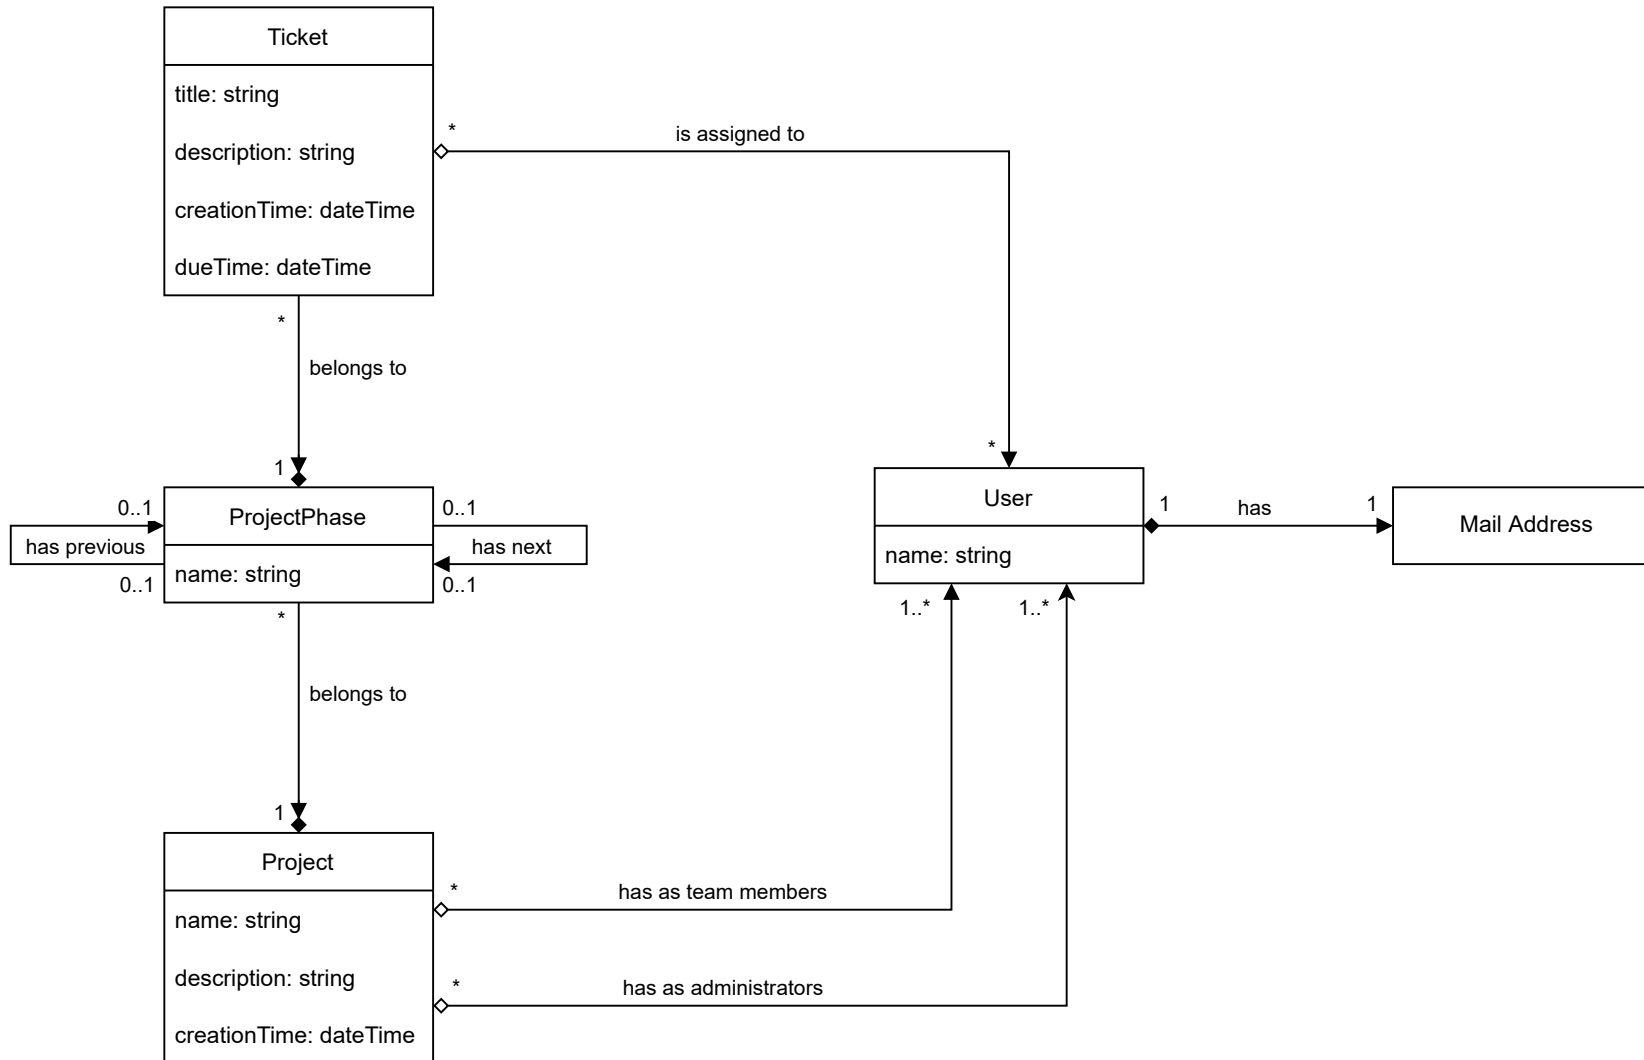 Ticket
title: string
description: string
creationTime: dateTime
dueTime: dateTime
*
is assigned to
*
*
belongs to
1
ProjectPhase
name: string
0..1
has previous
0..1
0..1
has next
0..1
User
name: string
1
has
1
Mail Address
1..*
1..*
*
belongs to
1
Project
name: string
description: string
creationTime: dateTime
*
has as team members
*
has as administrators